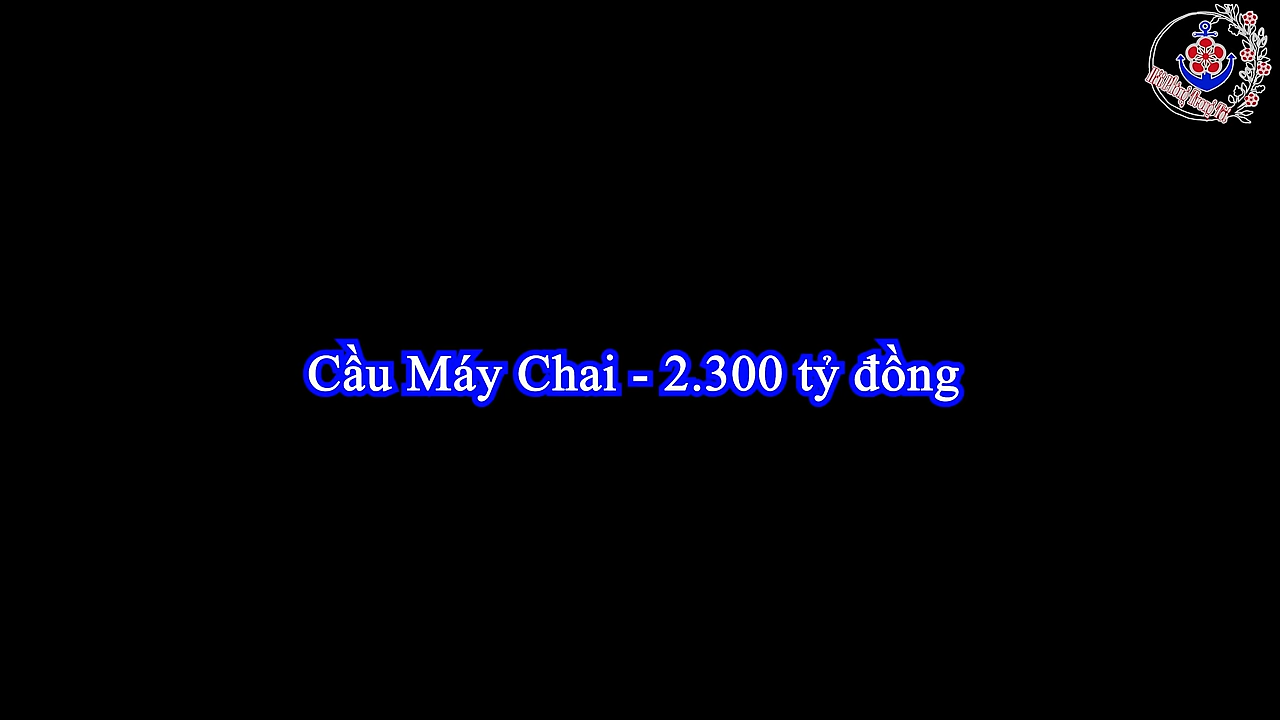 Cầu Máy Chai - 2.300 tỷ đồng